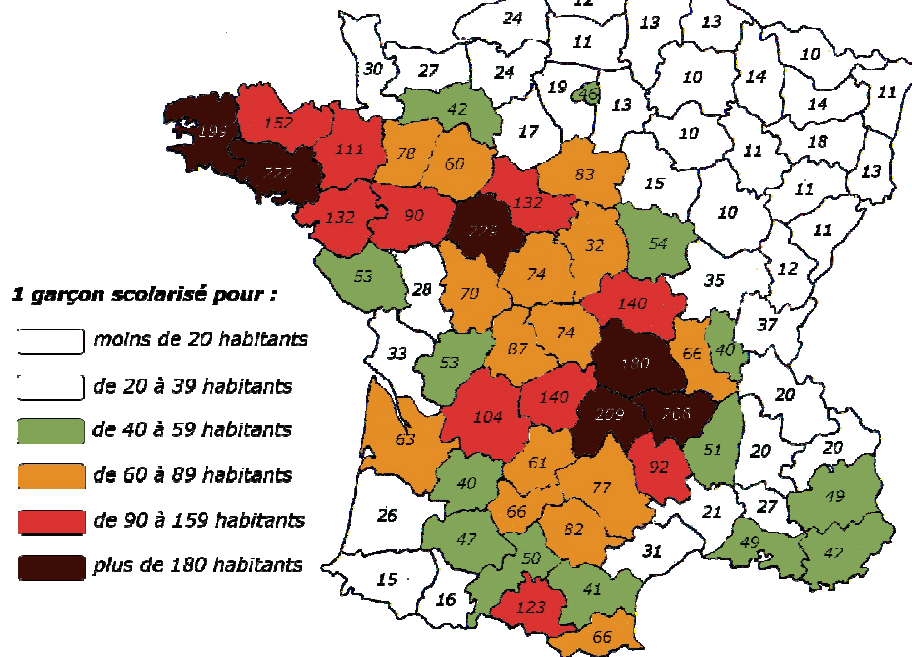 12
24 13 13
11 10
30 27 24 10 14 11
19 46 13 14
199 152 42 17 10 11 18
111 78 60 83 15 13
132 90 132 10 11
32 54 11
53 28 70 74 35 12
1 garçon scolarisé pour :
140 37
moins de 20 habitants
33 53 87 74 180 66 40
de 20 à 39 habitants
104 140 209 20
de 40 à 59 habitants
63 51 20 20
de 60 à 89 habitants
40 61 77 92
26 66 21 27 49
de 90 à 159 habitants
47 82 31 49
plus de 180 habitants
50
15 16 123 41
66